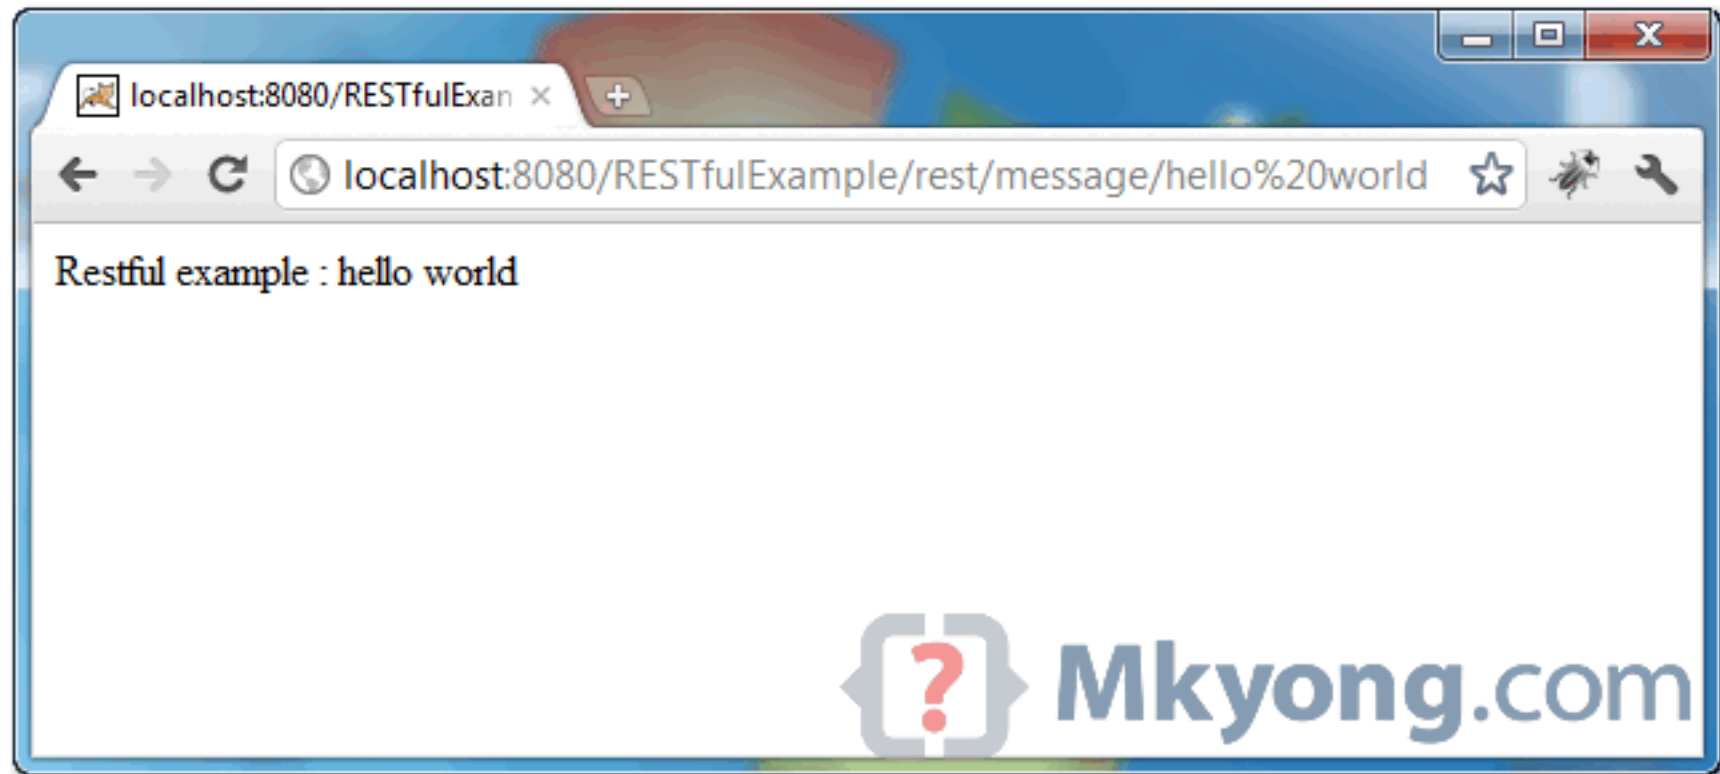 localhost:8080/RESTfulExan
localhost:8080/RESTfulExample/rest/message/hello%20world
Restful example : hello world
Mkyong.com